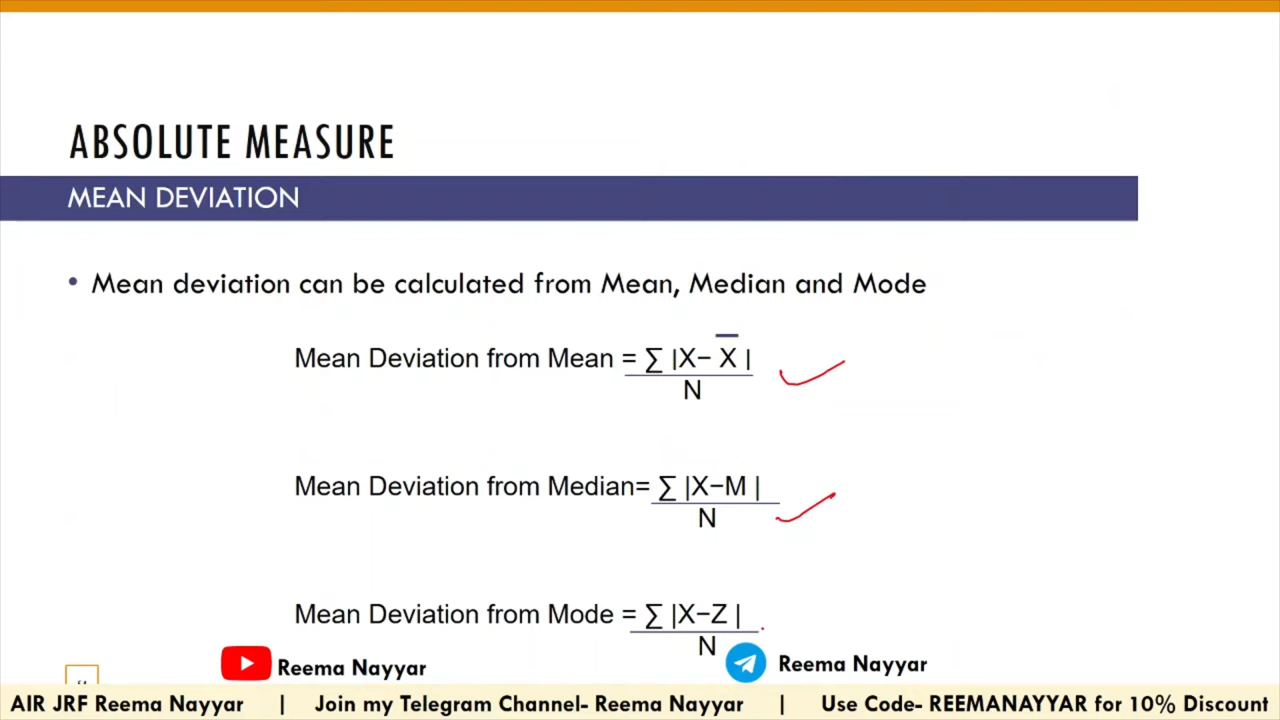 ABSOLUTE MEASURE
MEAN DEVIATION
• Mean deviation can be calculated from Mean, Median and Mode
Mean Deviation from Mean = ∑ |X− X̅ |
N
Mean Deviation from Median= ∑ |X−M |
N
Mean Deviation from Mode = ∑ |X−Z |
N
Reema Nayyar
Reema Nayyar
AIR JRF Reema Nayyar | Join my Telegram Channel- Reema Nayyar | Use Code- REEMANAYYAR for 10% Discount